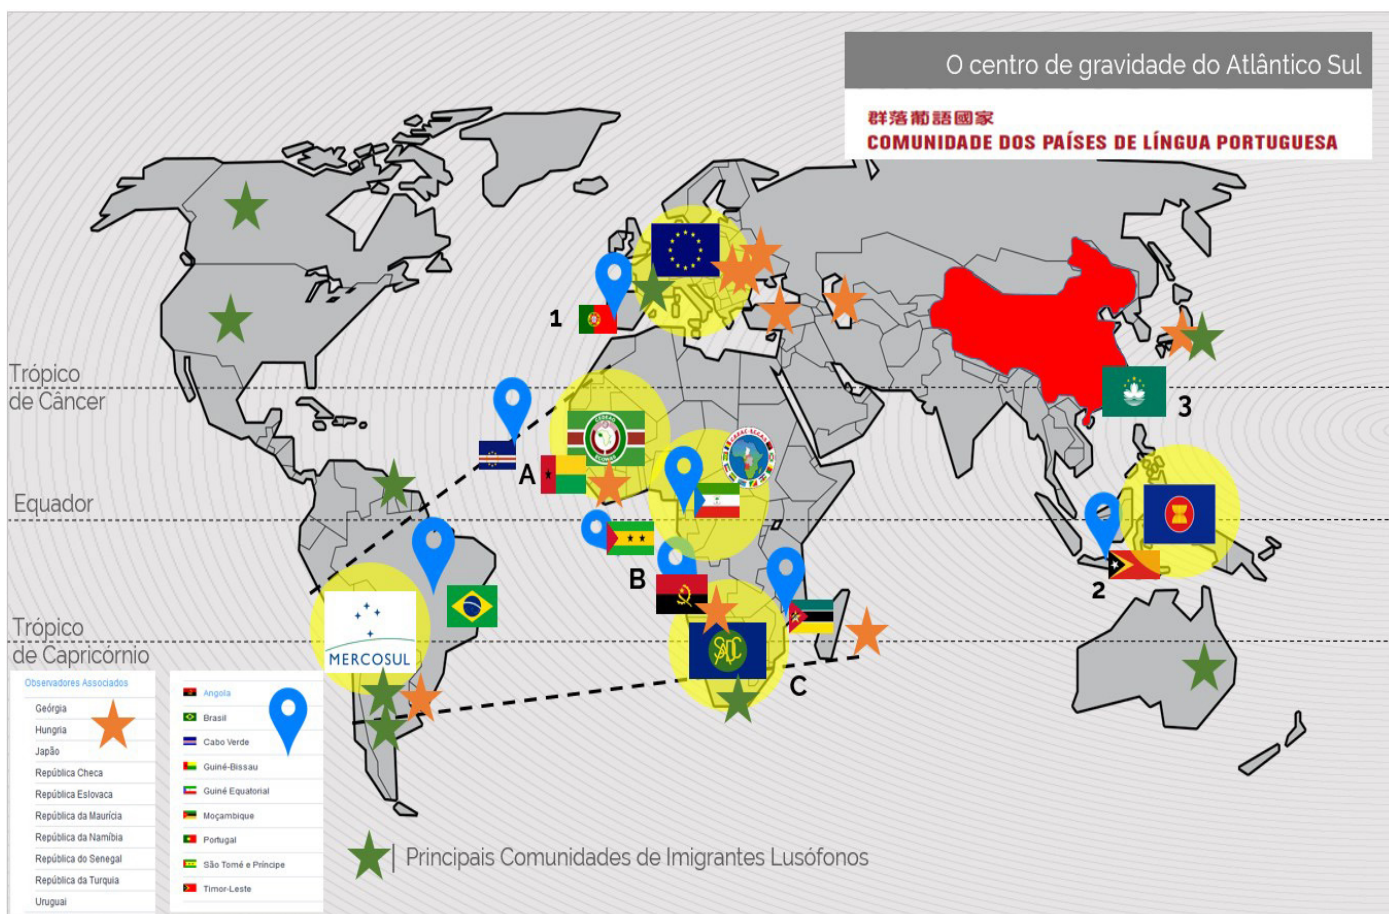 O centro de gravidade do Atlântico Sul
群落葡語國家
COMUNIDADE DOS PAÍSES DE LÍNGUA PORTUGUESA
1
Trópico
de Câncer
3
A
Equador
2
B
MERCOSUL
SADC
C
Trópico
de Capricórnio
Observadores Associados
Geórgia
Hungria
Japão
República Checa
República Eslovaca
República da Maurícia
República da Namíbia
República do Senegal
República da Turquia
Uruguai
Angola
Brasil
Cabo Verde
Guiné-Bissau
Guiné Equatorial
Moçambique
Portugal
São Tomé e Príncipe
Timor-Leste
| Principais Comunidades de Imigrantes Lusófonos